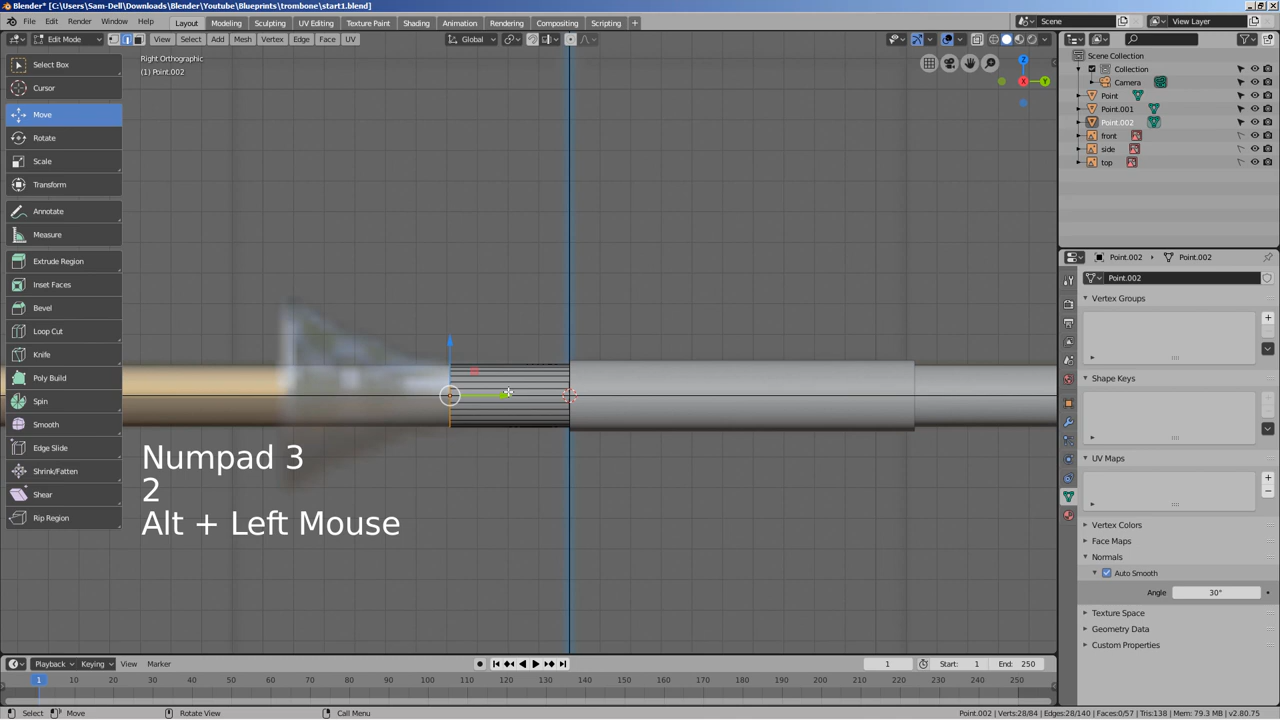 Blender* [C:\Users\Sam-Dell\Downloads\Blender\Youtube\Blueprints\trombone\start1.blend]
File Edit Render Window Help Layout Modeling Sculpting UV Editing Texture Paint Shading Animation Rendering Compositing Scripting + Scene View Layer
Edit Mode View Select Add Mesh Vertex Edge Face UV Global
Right Orthographic
(1) Point.002
Select Box
Cursor
Move
Rotate
Scale
Transform
Annotate
Measure
Extrude Region
Inset Faces
Bevel
Loop Cut
Knife
Poly Build
Spin
Smooth
Edge Slide
Shrink/Fatten
Shear
Rip Region
Z
X
Y
Numpad 3
2
Alt + Left Mouse
Scene Collection
Collection
Camera
Point
Point.001
Point.002
front
side
top
Point.002 Point.002
Point.002
Vertex Groups
Shape Keys
UV Maps
Vertex Colors
Face Maps
Normals
Auto Smooth
Angle 30°
Texture Space
Geometry Data
Custom Properties
Playback Keying View Marker 1 Start: 1 End: 250
1 10 20 30 40 50 60 70 80 90 100 110 120 130 140 150 160 170 180 190 200 210 220 230 240 250
Select Move Rotate View Call Menu Point.002 | Verts:28/84 | Edges:28/140 | Faces:0/57 | Tris:138 | Mem: 79.3 MB | v2.80.75